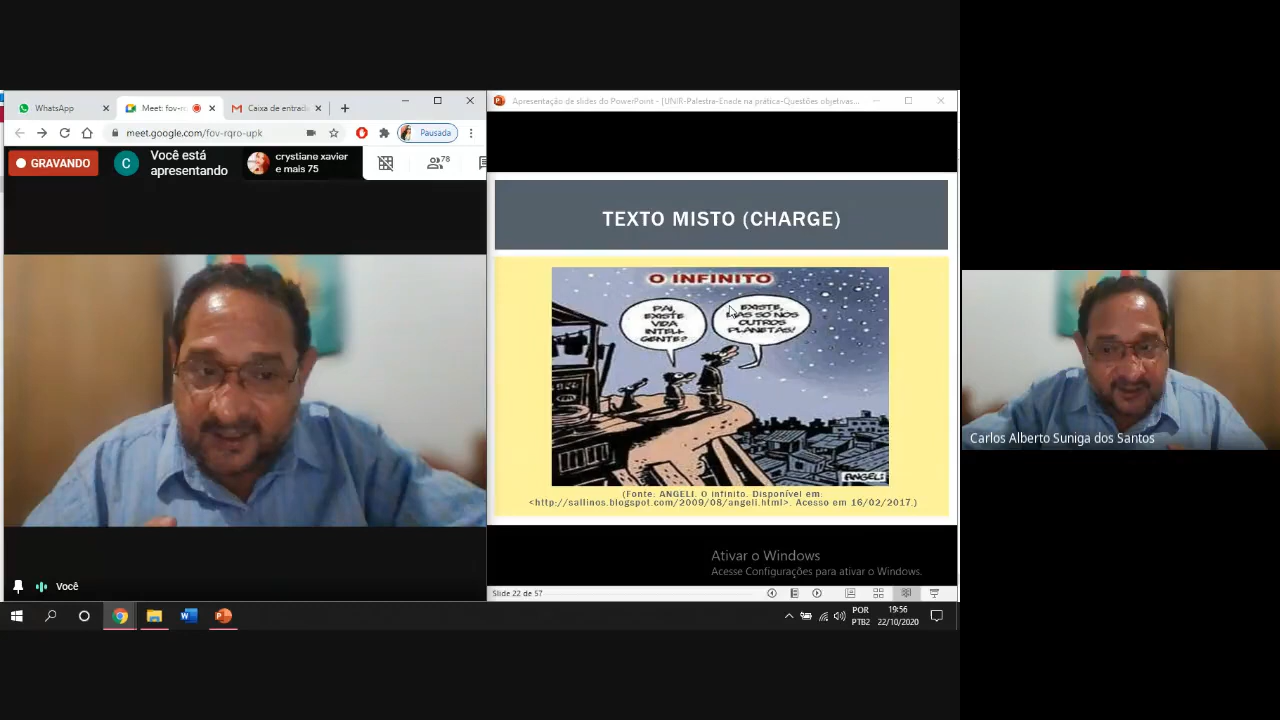 WhatsApp
Meet: fov-rq
Caixa de entrad
meet.google.com/fov-rqro-upk
Pausada
GRAVANDO
C
Você está
apresentando
crystiane xavier
e mais 75
78
Você
Apresentação de slides do PowerPoint - [UNIR-Palestra-Enade na prática-Questões objetivas...
TEXTO MISTO (CHARGE)
O INFINITO
PAI,
EXISTE
VIDA
INTELI-
GENTE?
EXISTE,
MAS SÓ NOS
OUTROS
PLANETAS!
ANGELI
(Fonte: ANGELI. O infinito. Disponível em:
<http://sallinos.blogspot.com/2009/08/angeli.html>. Acesso em 16/02/2017.)
Ativar o Windows
Acesse Configurações para ativar o Windows.
Slide 22 de 57
POR
PTB2
19:56
22/10/2020
Carlos Alberto Suniga dos Santos